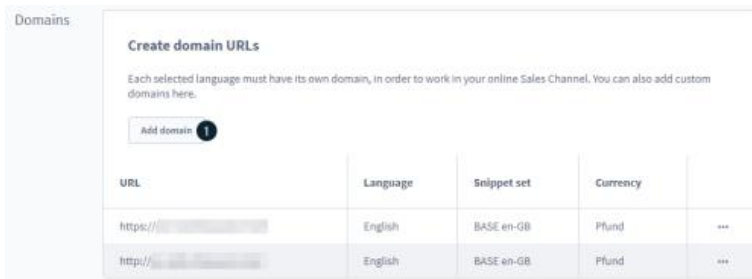 Domains
Create domain URLs
Each selected language must have its own domain, in order to work in your online Sales Channel. You can also add custom
domains here.
Add domain 1
URL Language Snippet set Currency
https:// English BASE en-GB Pfund ...
http:// English BASE en-GB Pfund ...